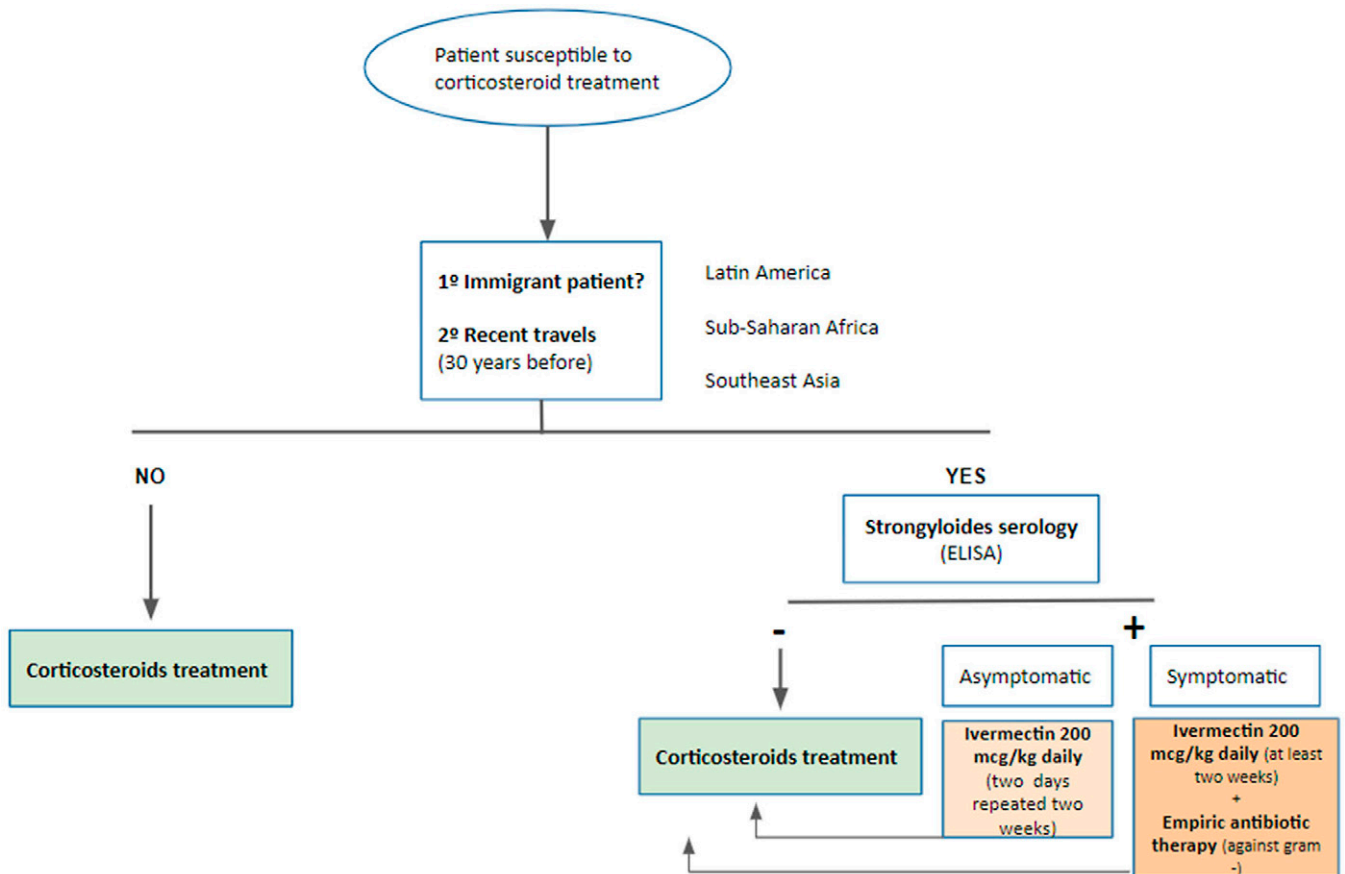 Patient susceptible to
corticosteroid treatment
1º Immigrant patient?
2º Recent travels
(30 years before)
Latin America
Sub-Saharan Africa
Southeast Asia
NO
YES
Strongyloides serology
(ELISA)
-
+
Corticosteroids treatment
Asymptomatic
Symptomatic
Corticosteroids treatment
Ivermectin 200
mcg/kg daily
(two days
repeated two
weeks)
Ivermectin 200
mcg/kg daily (at least
two weeks)
+
Empiric antibiotic
therapy (against gram
-)